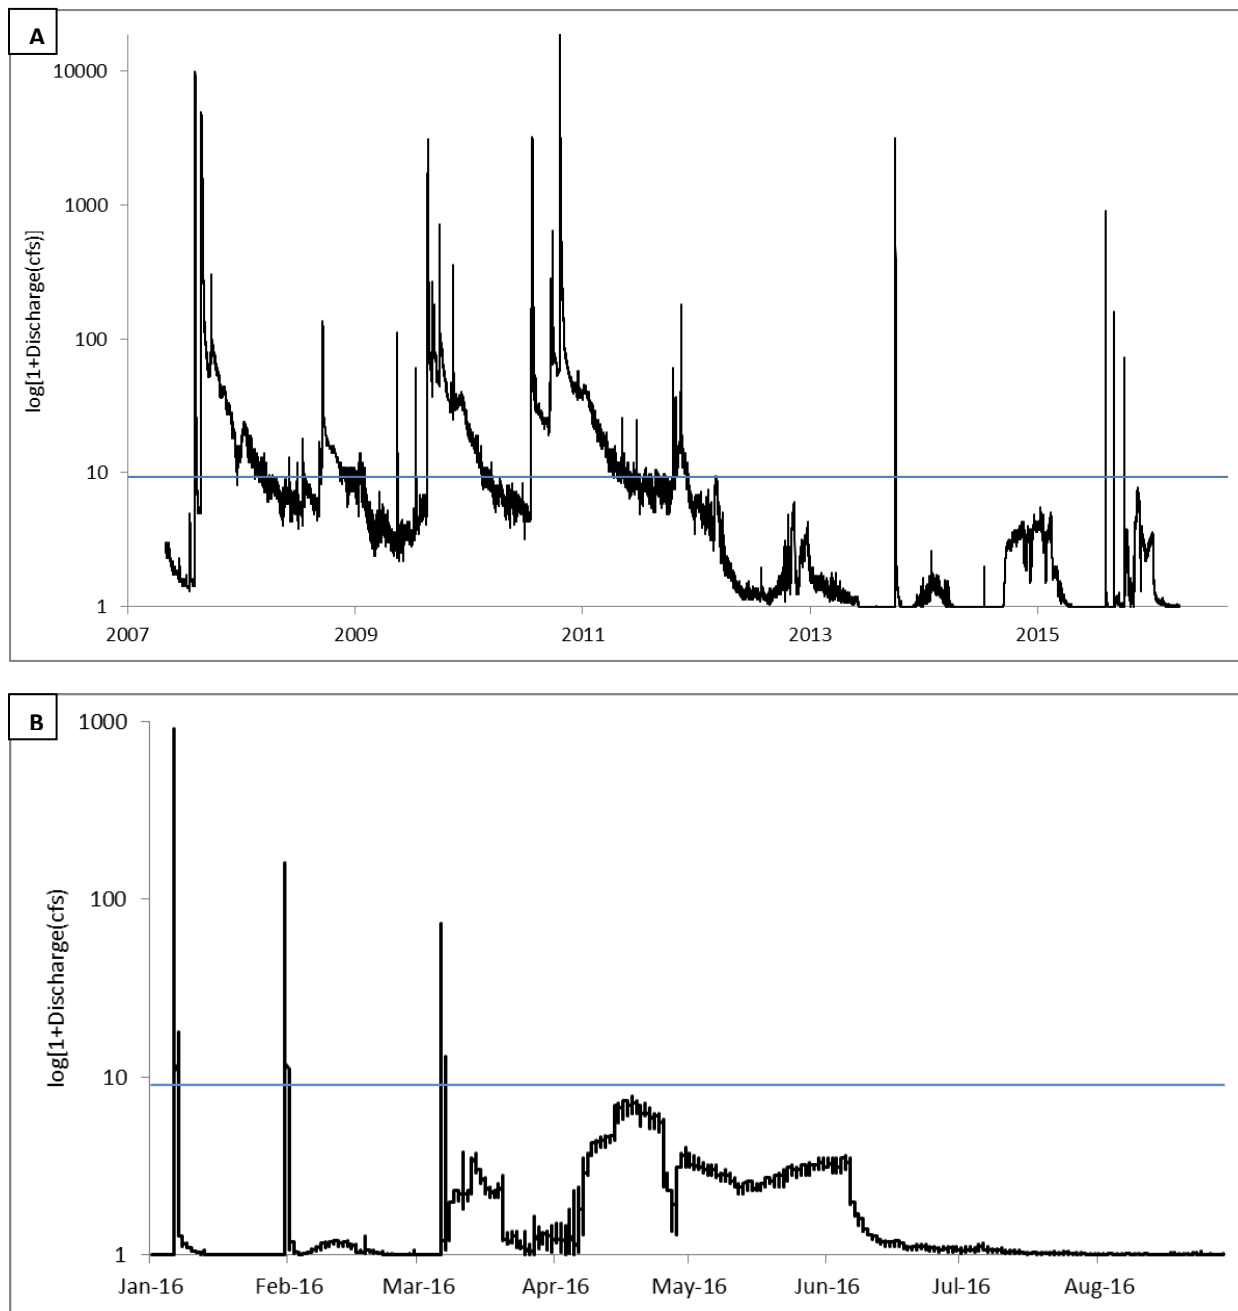 A
log[1+Discharge(cfs)]
10000
1000
100
10
1
2007 2009 2011 2013 2015
B
log[1+Discharge(cfs)
1000
100
10
1
Jan-16 Feb-16 Mar-16 Apr-16 May-16 Jun-16 Jul-16 Aug-16